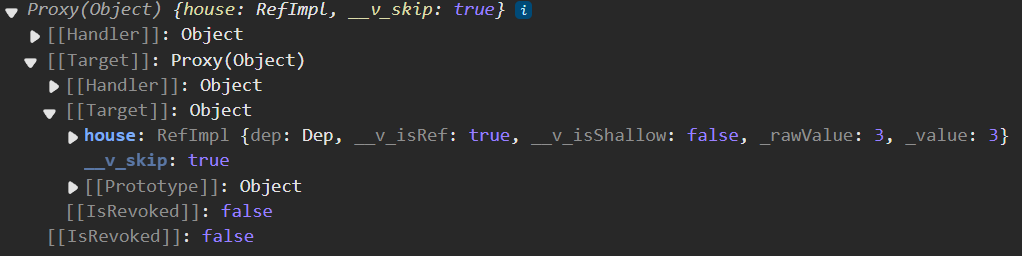 Proxy(Object) {house: RefImpl, __v_skip: true} i
[[Handler]]: Object
[[Target]]: Proxy(Object)
[[Handler]]: Object
[[Target]]: Object
house: RefImpl {dep: Dep, __v_isRef: true, __v_isShallow: false, _rawValue: 3, _value: 3}
__v_skip: true
[[Prototype]]: Object
[[IsRevoked]]: false
[[IsRevoked]]: false